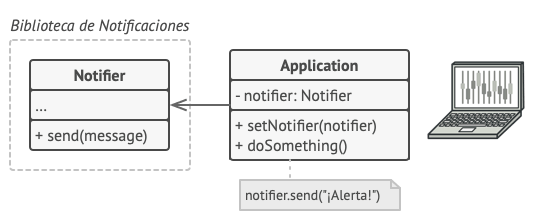 Biblioteca de Notificaciones
Notifier
...
+ send(message)
Application
- notifier: Notifier
+ setNotifier(notifier)
+ doSomething()
notifier.send("¡Alerta!")